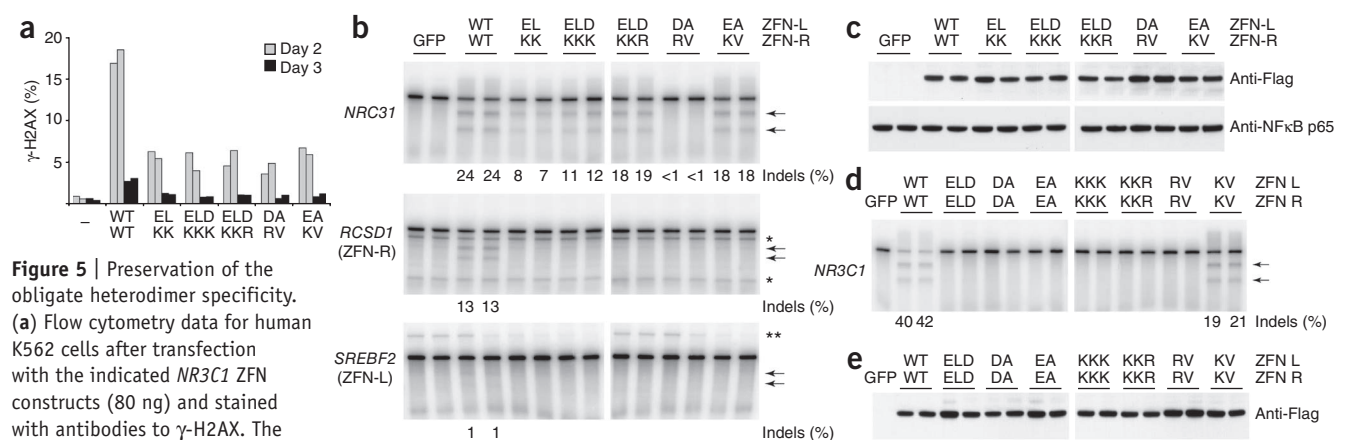 a
20
15
10
5
γ-H2AX (%)
Day 2
Day 3
– WT EL ELD ELD DA EA
WT KK KKK KKR RV KV
Figure 5 | Preservation of the
obligate heterodimer specificity.
(a) Flow cytometry data for human
K562 cells after transfection
with the indicated NR3C1 ZFN
constructs (80 ng) and stained
with antibodies to γ-H2AX. The
b
WT EL ELD ELD DA EA ZFN-L
GFP WT KK KKK KKR RV KV ZFN-R
NRC31
24 24 8 7 11 12 18 19 <1 <1 18 18 Indels (%)
RCSD1
(ZFN-R)
*
*
13 13 Indels (%)
SREBF2
(ZFN-L)
**
1 1 Indels (%)
c
WT EL ELD ELD DA EA ZFN-L
GFP WT KK KKK KKR RV KV ZFN-R
Anti-Flag
Anti-NFκB p65
d
WT ELD DA EA KKK KKR RV KV ZFN L
GFP WT ELD DA EA KKK KKR RV KV ZFN R
NR3C1
40 42 19 21 Indels (%)
e
WT ELD DA EA KKK KKR RV KV ZFN L
GFP WT ELD DA EA KKK KKR RV KV ZFN R
Anti-Flag